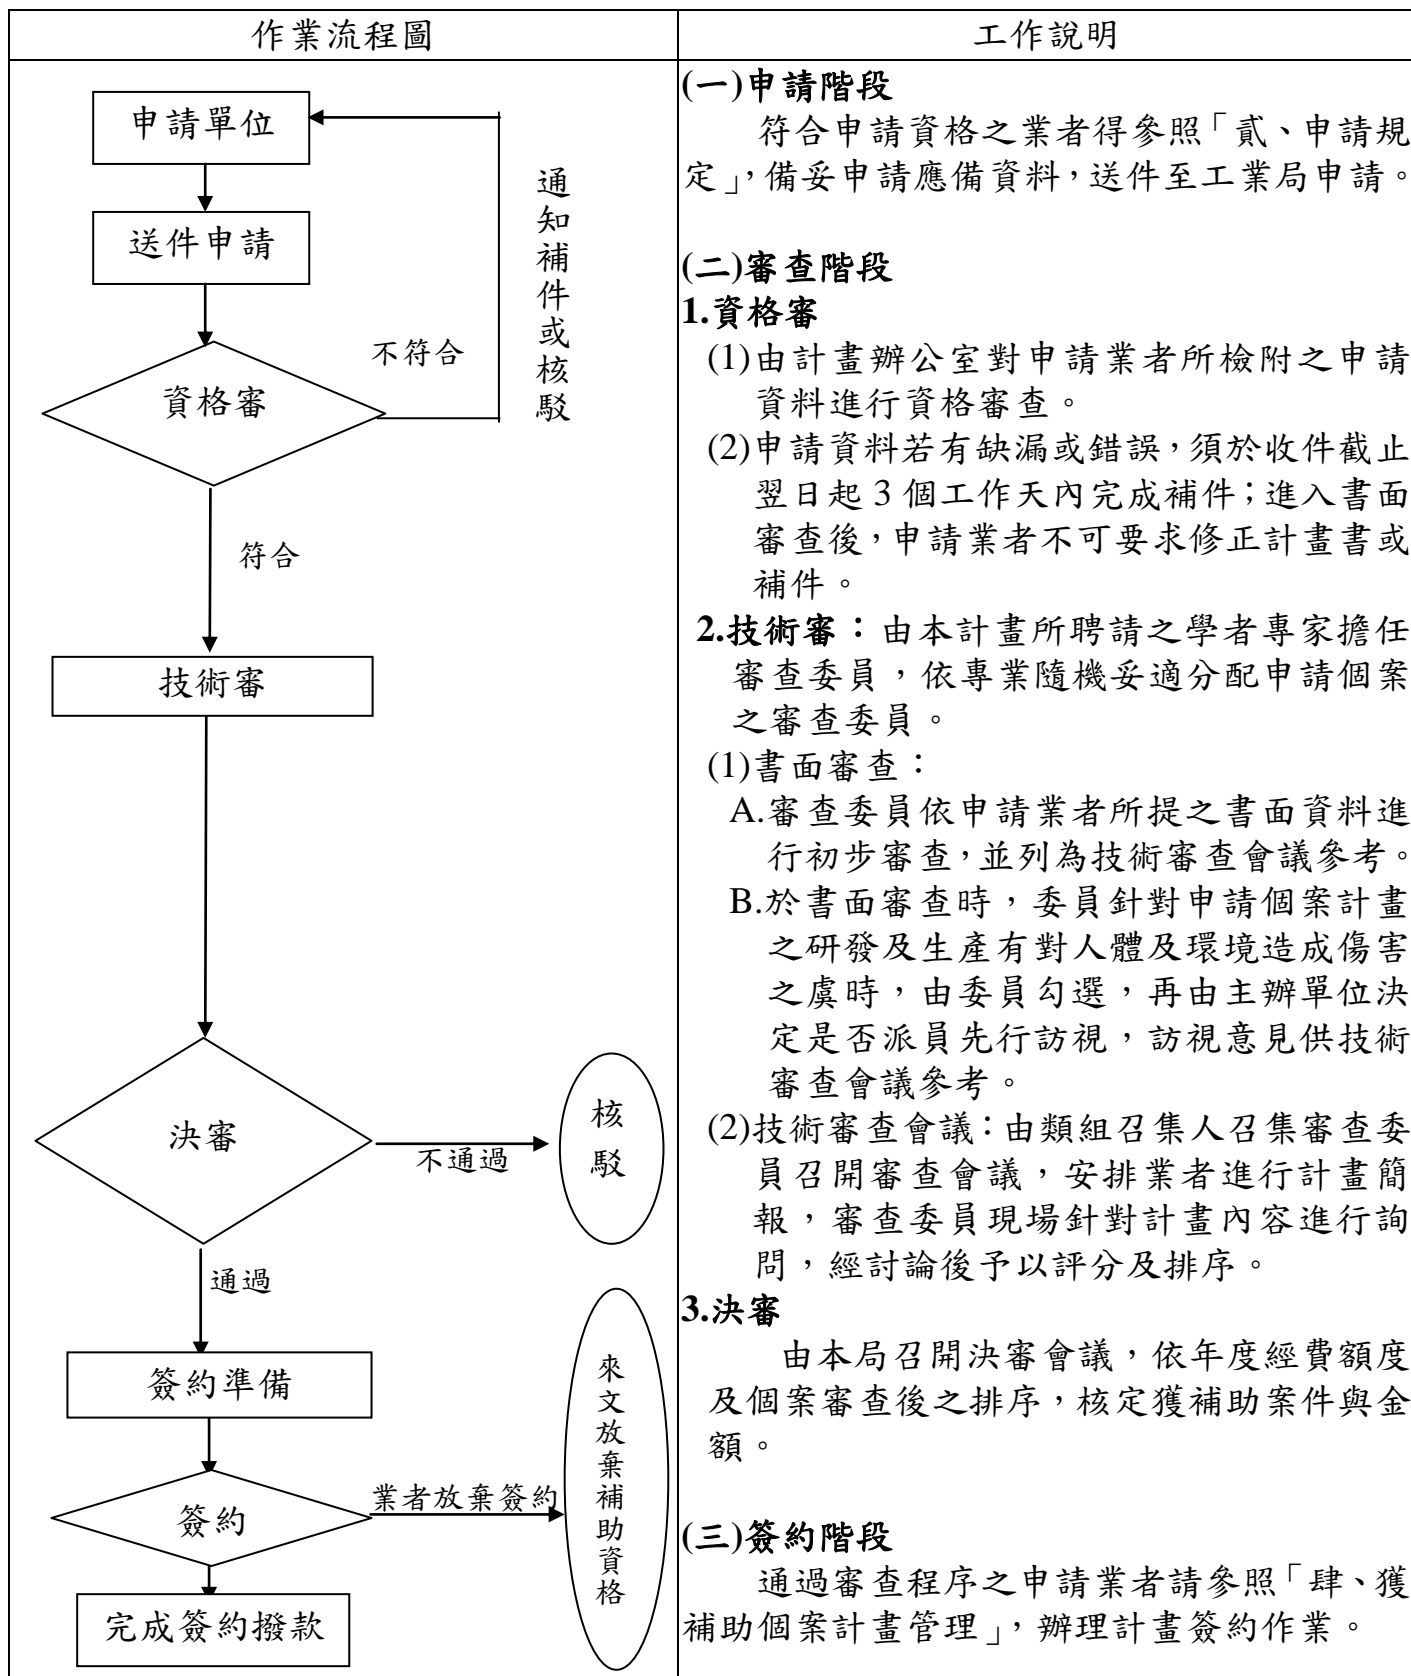 作業流程圖
工作說明
申請單位
送件申請
資格審
不符合
通知補件或核駁
符合
技術審
決審
不通過
核駁
通過
簽約準備
簽約
業者放棄簽約
來文放棄補助資格
完成簽約撥款
(一)申請階段
符合申請資格之業者得參照「貳、申請規
定」，備妥申請應備資料，送件至工業局申請。
(二)審查階段
1.資格審
(1)由計畫辦公室對申請業者所檢附之申請
資料進行資格審查。
(2)申請資料若有缺漏或錯誤，須於收件截止
翌日起 3 個工作天內完成補件；進入書面
審查後，申請業者不可要求修正計畫書或
補件。
2.技術審：由本計畫所聘請之學者專家擔任
審查委員，依專業隨機妥適分配申請個案
之審查委員。
(1)書面審查：
A.審查委員依申請業者所提之書面資料進
行初步審查，並列為技術審查會議參考。
B.於書面審查時，委員針對申請個案計畫
之研發及生產有對人體及環境造成傷害
之虞時，由委員勾選，再由主辦單位決
定是否派員先行訪視，訪視意見供技術
審查會議參考。
(2)技術審查會議：由類組召集人召集審查委
員召開審查會議，安排業者進行計畫簡
報，審查委員現場針對計畫內容進行詢
問，經討論後予以評分及排序。
3.決審
由本局召開決審會議，依年度經費額度
及個案審查後之排序，核定獲補助案件與金
額。
(三)簽約階段
通過審查程序之申請業者請參照「肆、獲
補助個案計畫管理」，辦理計畫簽約作業。